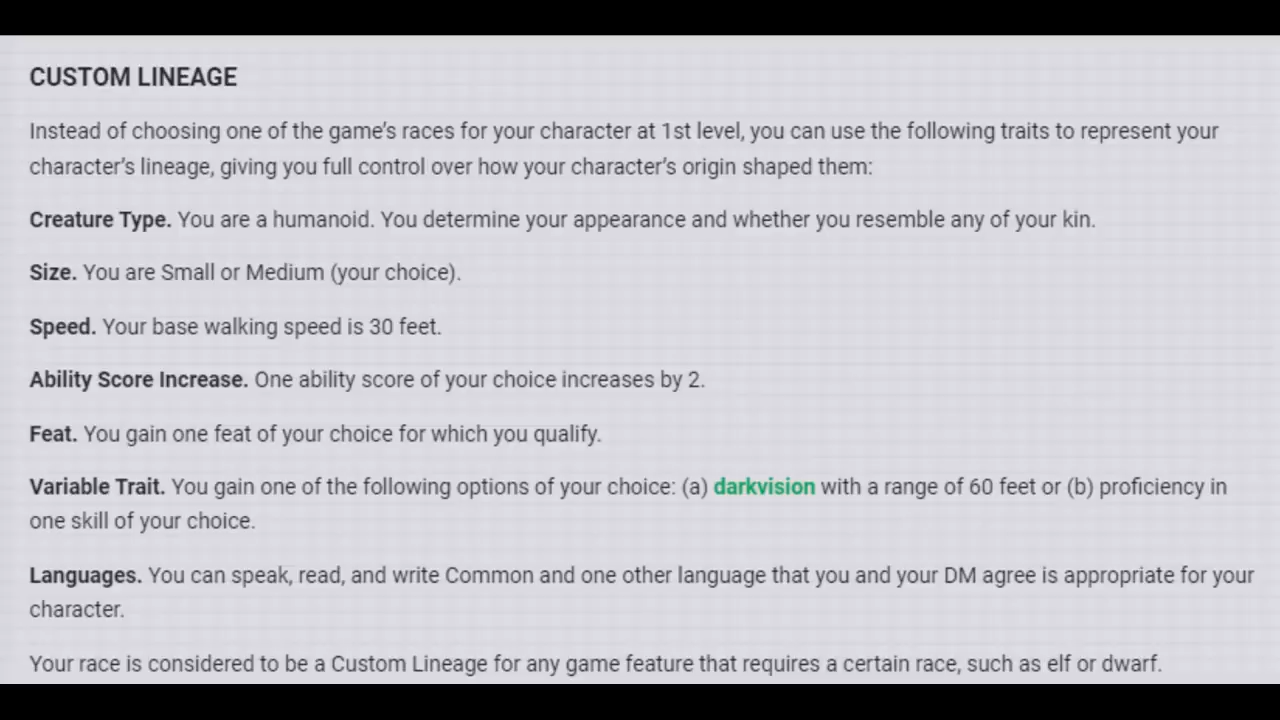 CUSTOM LINEAGE
Instead of choosing one of the game's races for your character at 1st level, you can use the following traits to represent your
character's lineage, giving you full control over how your character's origin shaped them:
Creature Type. You are a humanoid. You determine your appearance and whether you resemble any of your kin.
Size. You are Small or Medium (your choice).
Speed. Your base walking speed is 30 feet.
Ability Score Increase. One ability score of your choice increases by 2.
Feat. You gain one feat of your choice for which you qualify.
Variable Trait. You gain one of the following options of your choice: (a) darkvision with a range of 60 feet or (b) proficiency in
one skill of your choice.
Languages. You can speak, read, and write Common and one other language that you and your DM agree is appropriate for your
character.
Your race is considered to be a Custom Lineage for any game feature that requires a certain race, such as elf or dwarf.